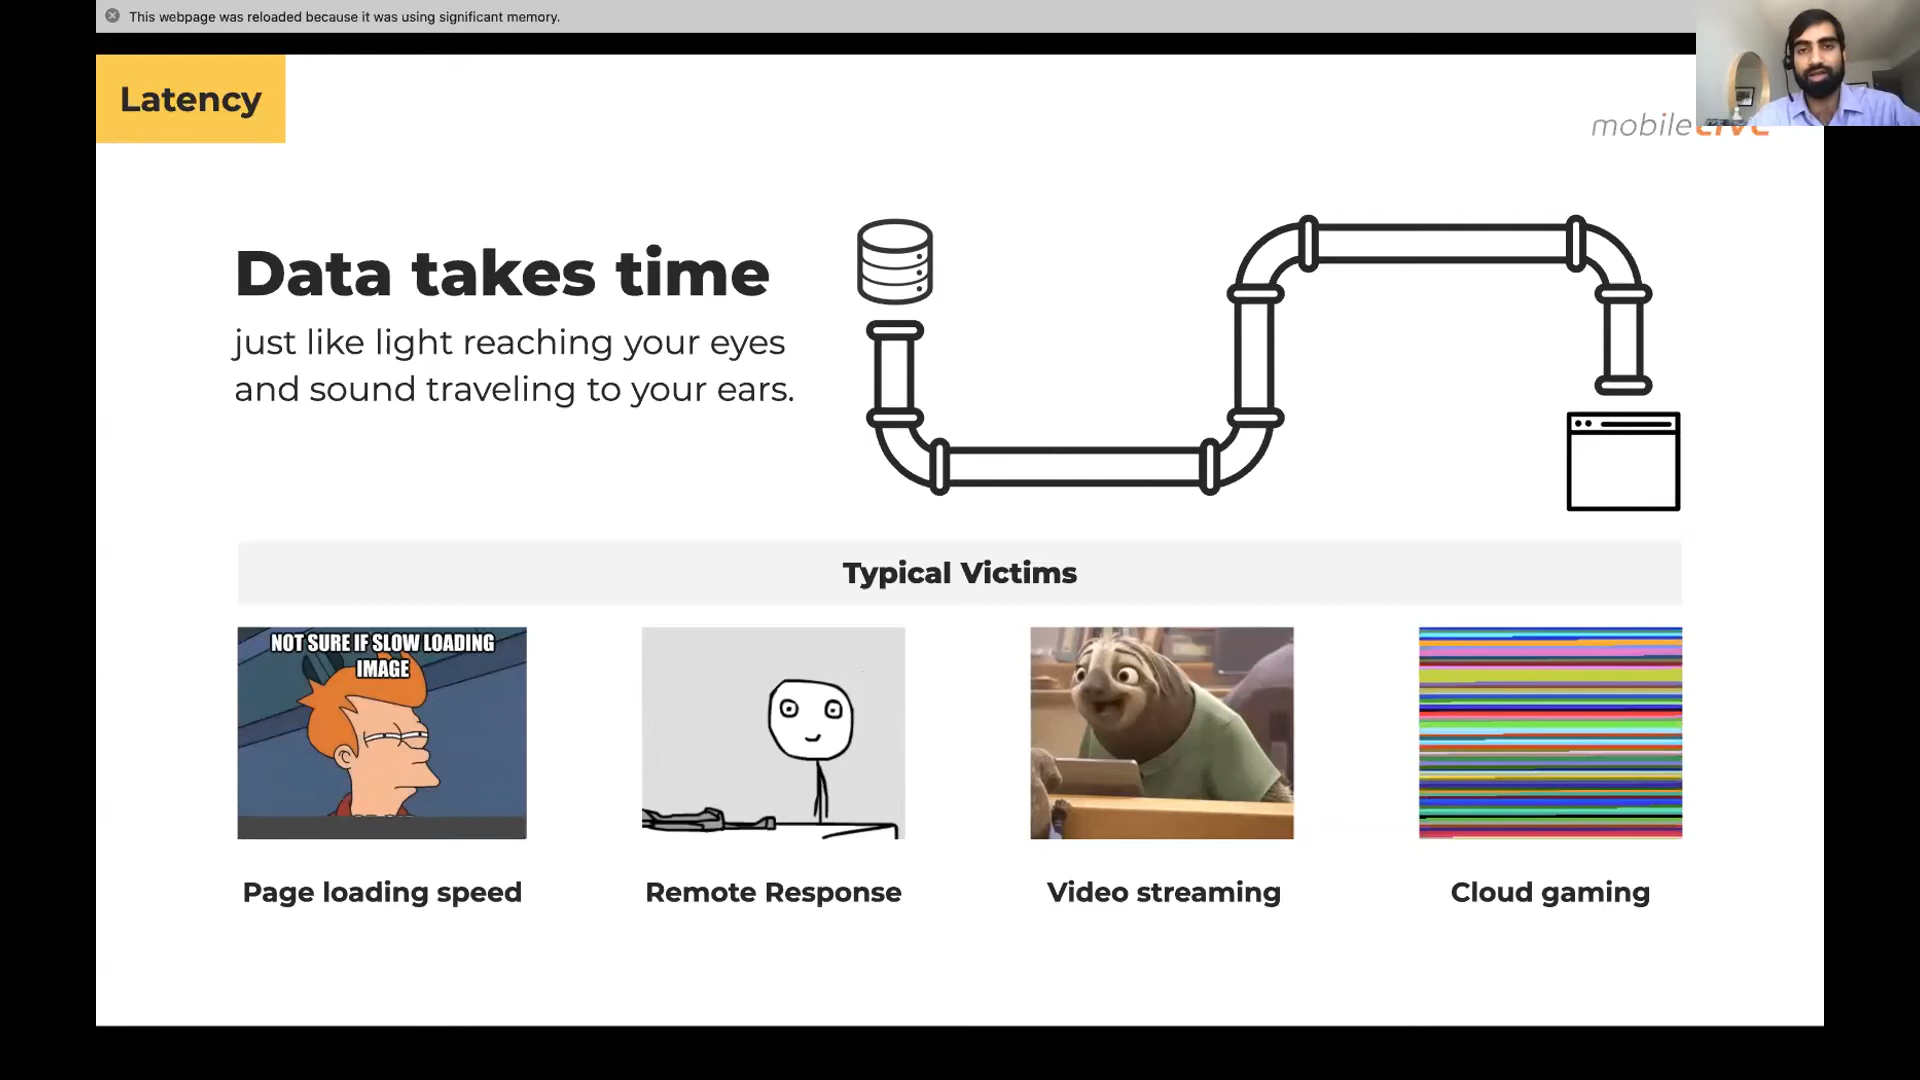 This webpage was reloaded because it was using significant memory.
Latency
mobileLIVE
Data takes time
just like light reaching your eyes
and sound traveling to your ears.
Typical Victims
NOT SURE IF SLOW LOADING
IMAGE
Page loading speed
Remote Response
Video streaming
Cloud gaming